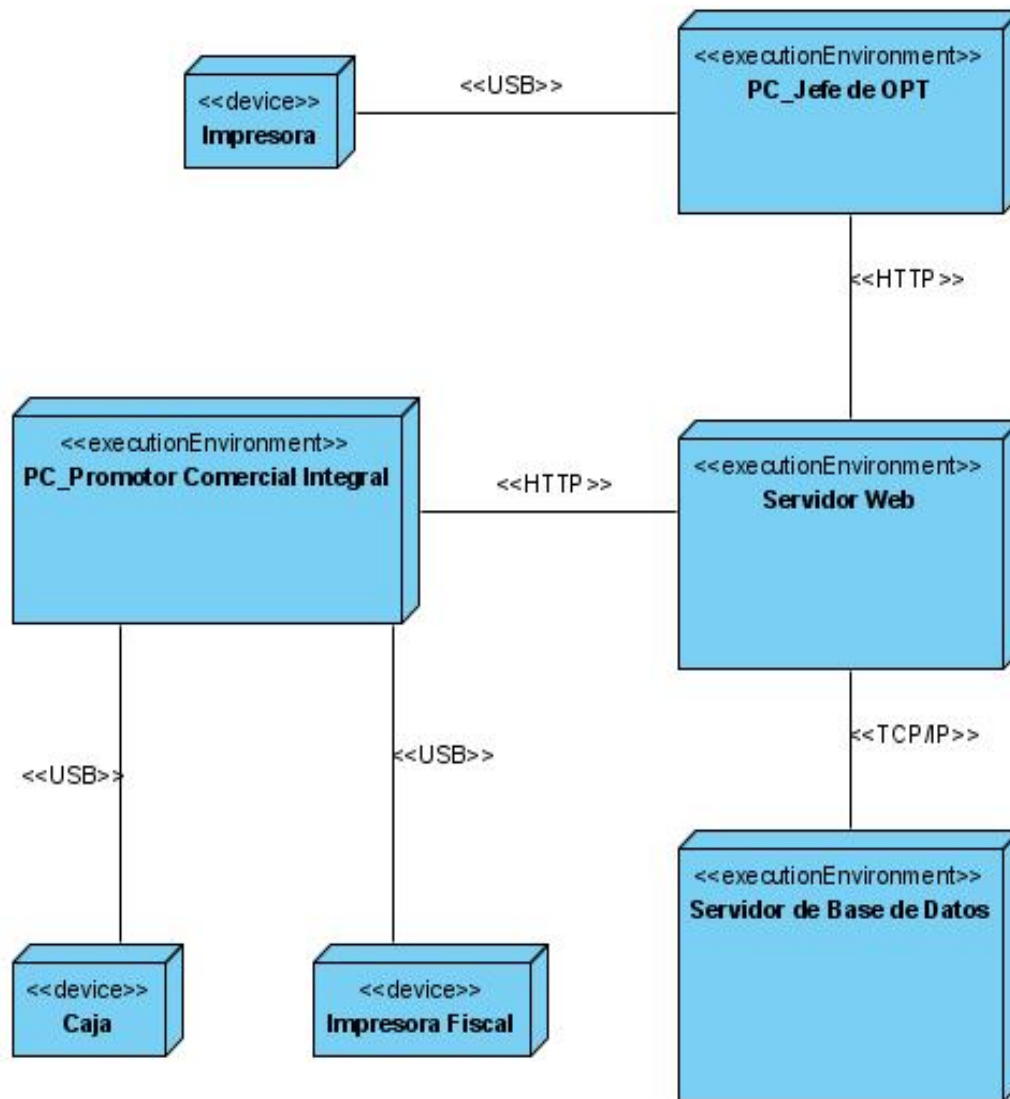 <<executionEnvironment>>
PC_Jefe de OPT
<<device>>
Impresora
<<USB>>
<<HTTP>>
<<executionEnvironment>>
PC_Promotor Comercial Integral
<<HTTP>>
<<executionEnvironment>>
Servidor Web
<<USB>>
<<USB>>
<<TCP/IP>>
<<executionEnvironment>>
Servidor de Base de Datos
<<device>>
Caja
<<device>>
Impresora Fiscal